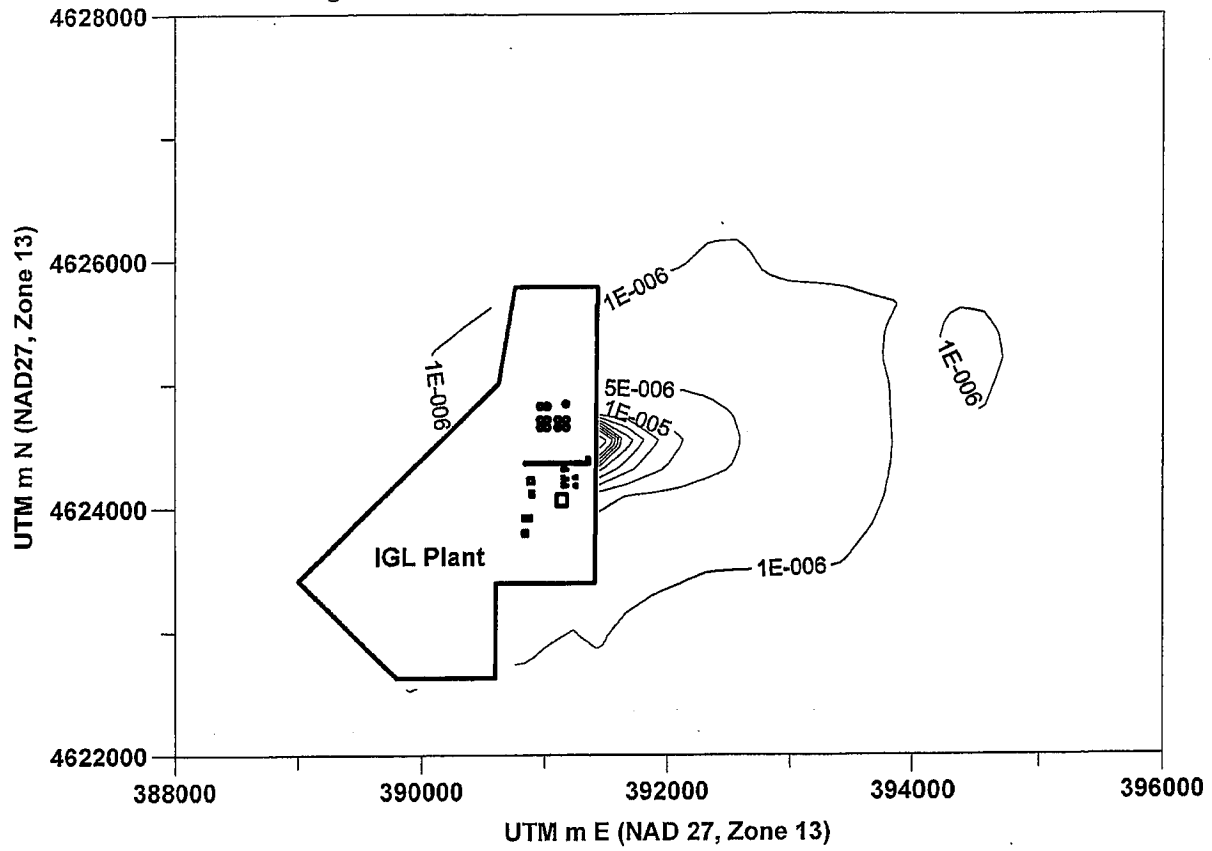 4628000
4626000
4624000
4622000
UTM m N (NAD27, Zone 13)
1E-006
1E-006
1E-006
5E-006
1E-005
IGL Plant
1E-006
388000
390000
392000
394000
396000
UTM m E (NAD 27, Zone 13)